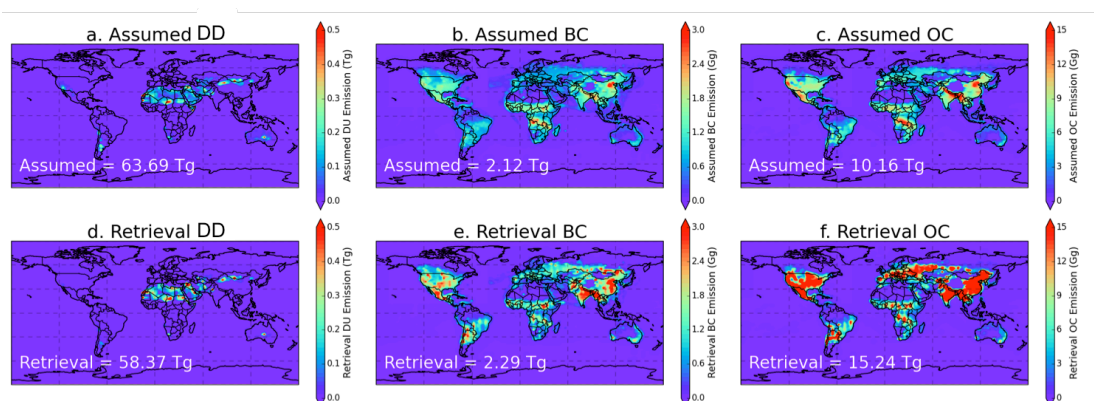 a. Assumed DD
b. Assumed BC
c. Assumed OC
Assumed = 63.69 Tg
0.5
0.4
0.3
0.2
0.1
0.0
Assumed DU Emission (Tg)
Assumed = 2.12 Tg
3.0
2.4
1.8
1.2
0.6
0.0
Assumed BC Emission (Gg)
Assumed = 10.16 Tg
15
12
9
6
3
0
Assumed OC Emission (Gg)
d. Retrieval DD
e. Retrieval BC
f. Retrieval OC
Retrieval = 58.37 Tg
0.5
0.4
0.3
0.2
0.1
0.0
Retrieval DU Emission (Tg)
Retrieval = 2.29 Tg
3.0
2.4
1.8
1.2
0.6
0.0
Retrieval BC Emission (Gg)
Retrieval = 15.24 Tg
15
12
9
6
3
0
Retrieval OC Emission (Gg)